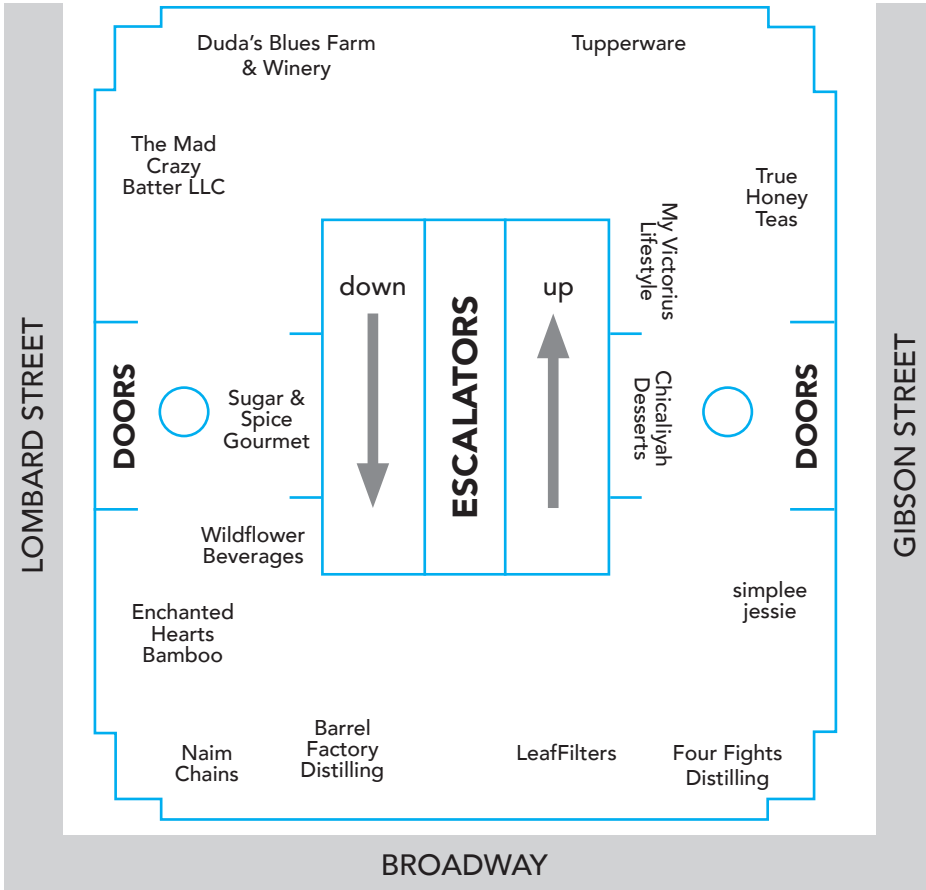 Duda’s Blues Farm
& Winery
Tupperware
The Mad
Crazy
Batter LLC
True
Honey
Teas
My Victorius
Lifestyle
down
ESCALATORS
up
LOMBARD STREET
DOORS
Sugar &
Spice
Gourmet
Chicaliyah
Desserts
DOORS
GIBSON STREET
Wildflower
Beverages
simplee
jessie
Enchanted
Hearts
Bamboo
Naim
Chains
Barrel
Factory
Distilling
LeafFilters
Four Fights
Distilling
BROADWAY